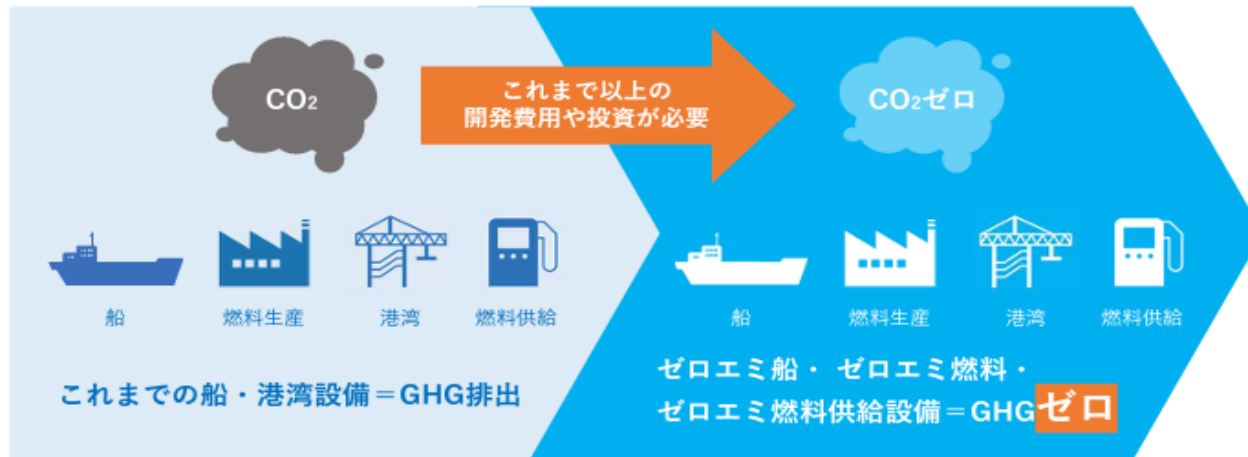 CO₂
これまで以上の
開発費用や投資が必要
CO₂ゼロ
船
燃料生産
港湾
燃料供給
船
燃料生産
港湾
燃料供給
これまでの船・港湾設備＝GHG排出
ゼロエミ船・ ゼロエミ燃料・
ゼロエミ燃料供給設備＝GHGゼロ